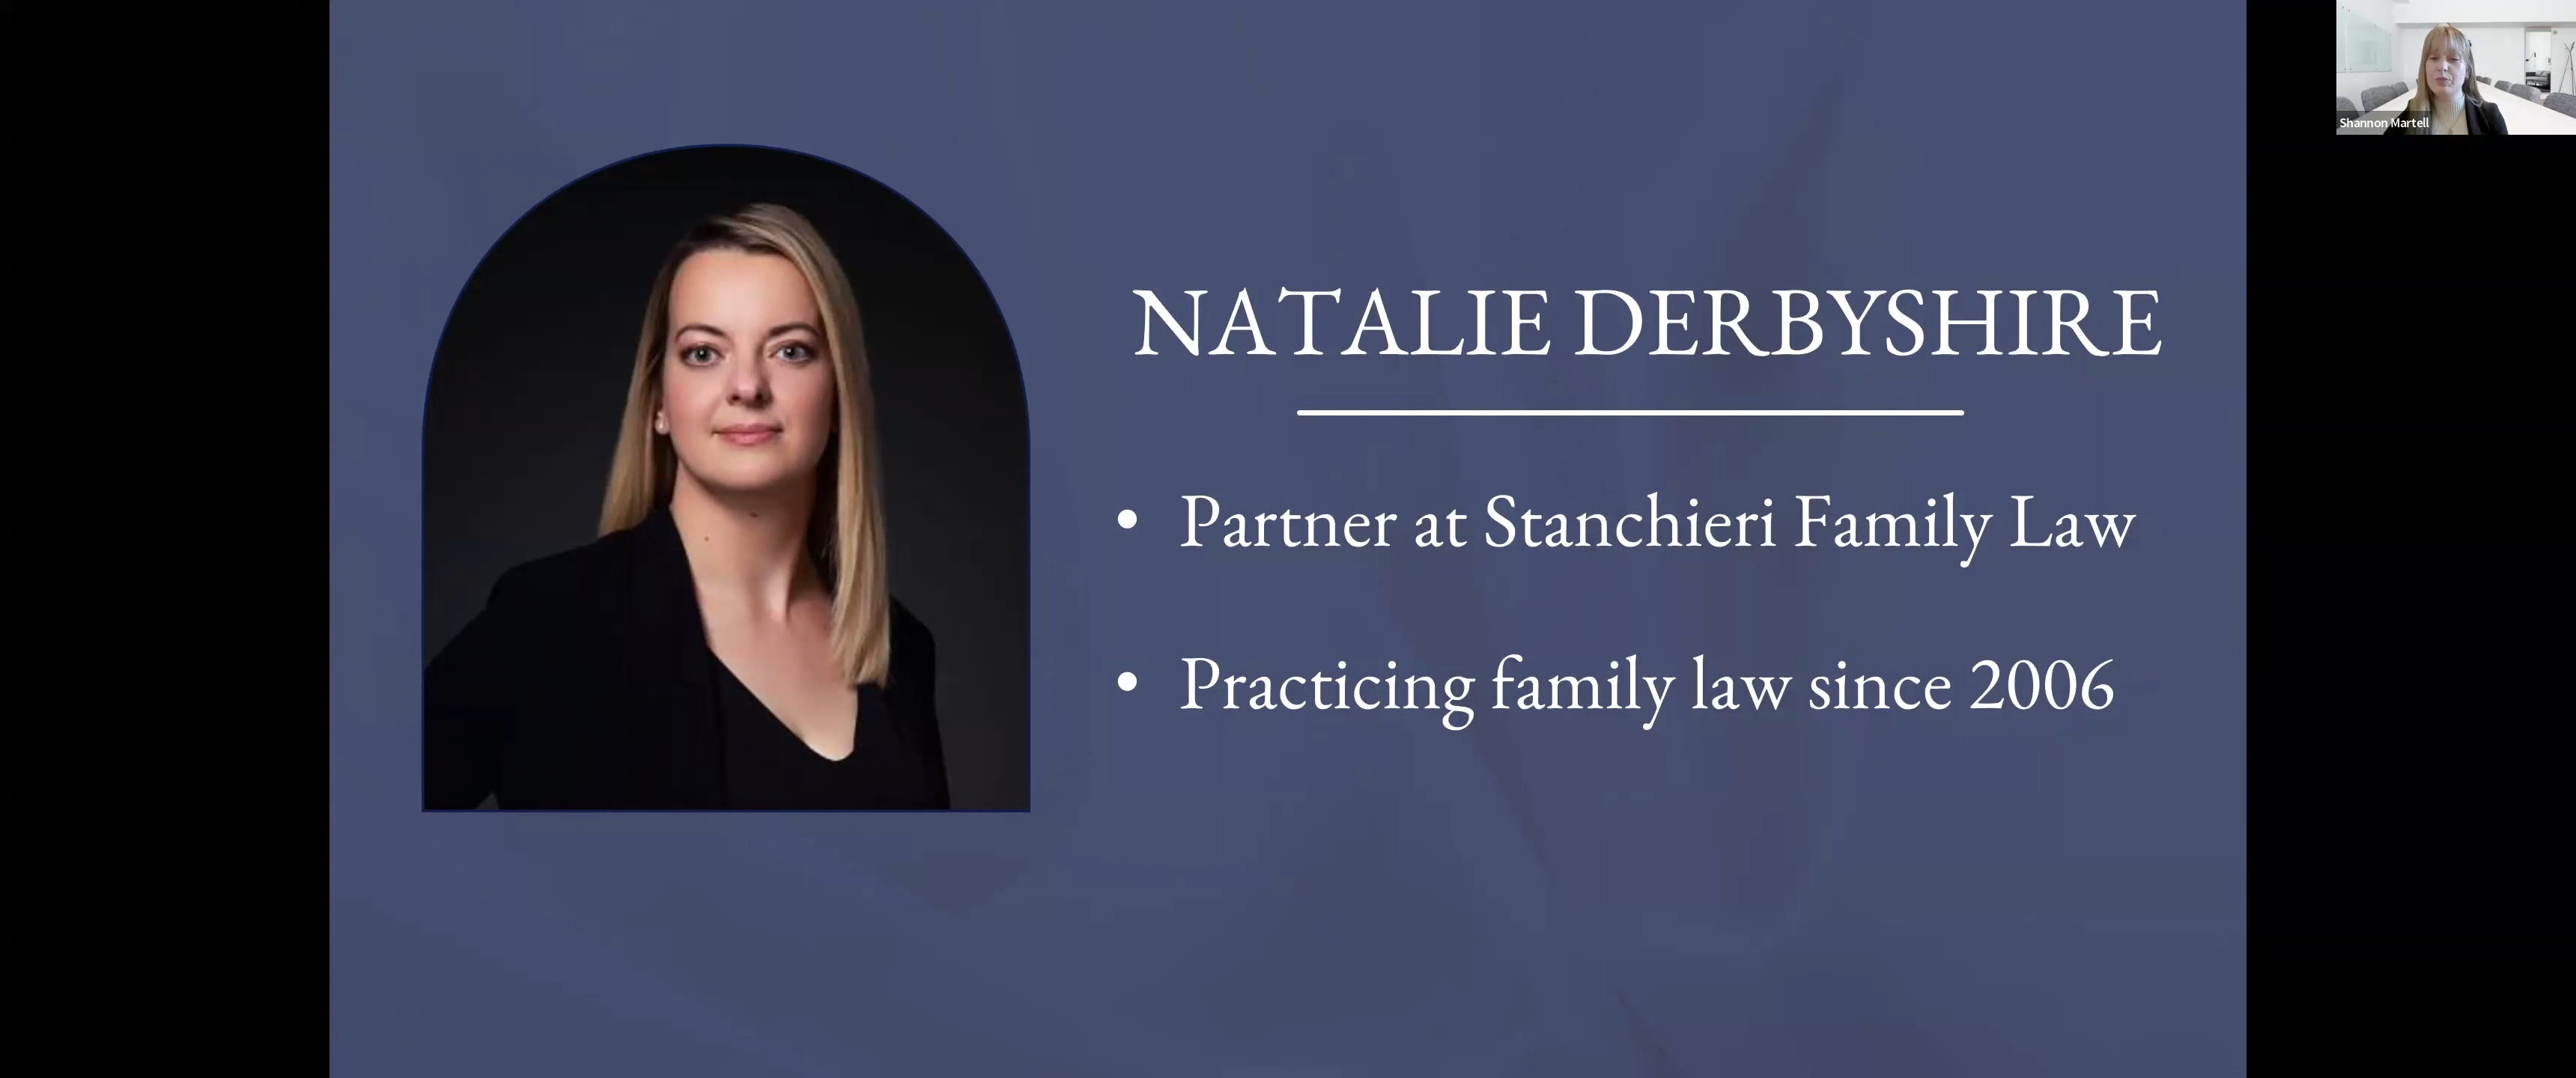 NATALIE DERBYSHIRE
• Partner at Stanchieri Family Law
• Practicing family law since 2006
Shannon Martell